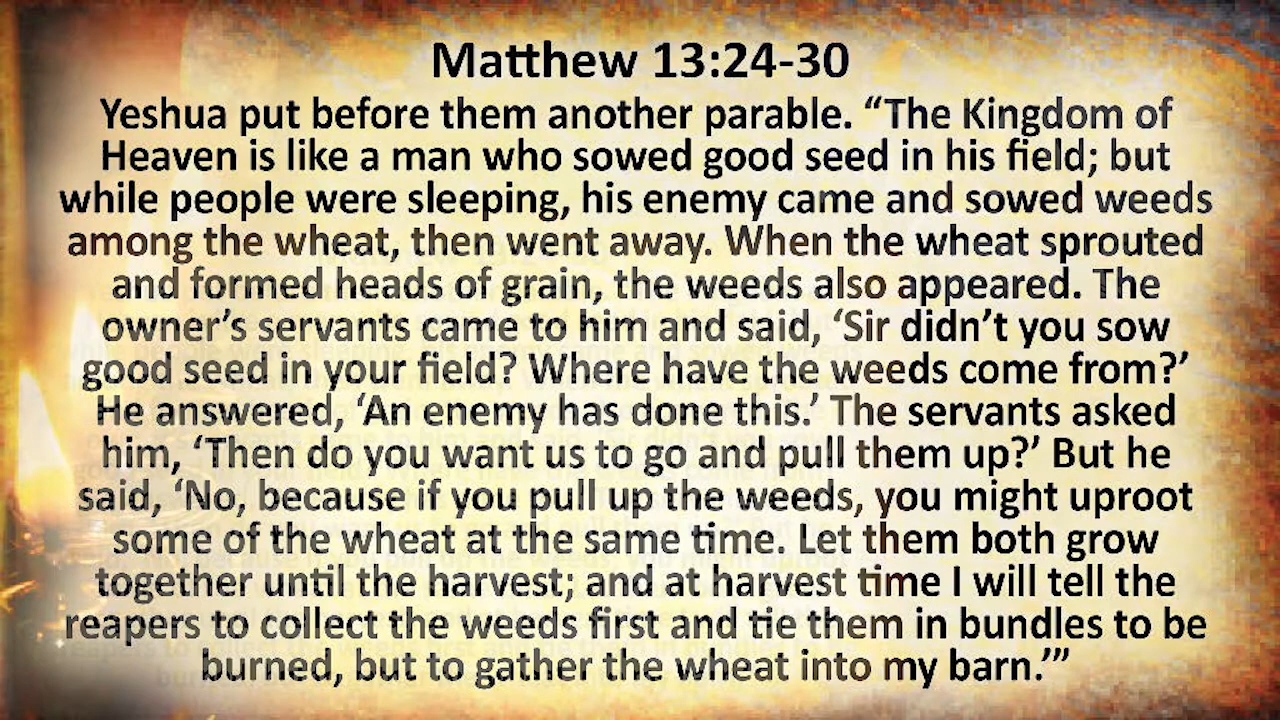 Matthew 13:24-30
Yeshua put before them another parable. “The Kingdom of
Heaven is like a man who sowed good seed in his field; but
while people were sleeping, his enemy came and sowed weeds
among the wheat, then went away. When the wheat sprouted
and formed heads of grain, the weeds also appeared. The
owner’s servants came to him and said, ‘Sir didn’t you sow
good seed in your field? Where have the weeds come from?’
He answered, ‘An enemy has done this.’ The servants asked
him, ‘Then do you want us to go and pull them up?’ But he
said, ‘No, because if you pull up the weeds, you might uproot
some of the wheat at the same time. Let them both grow
together until the harvest; and at harvest time I will tell the
reapers to collect the weeds first and tie them in bundles to be
burned, but to gather the wheat into my barn.’”